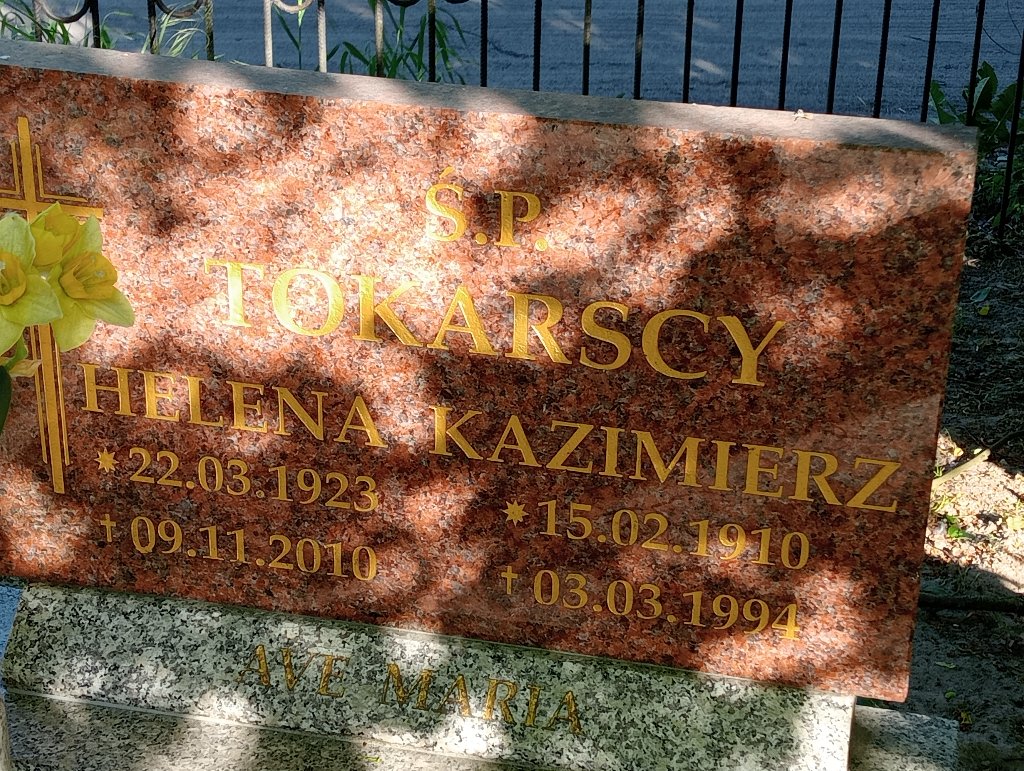 Ś.P.
TOKARSCY
HELENA KAZIMIERZ
* 22.03.1923 * 15.02.1910
† 09.11.2010 † 03.03.1994
AVE MARIA